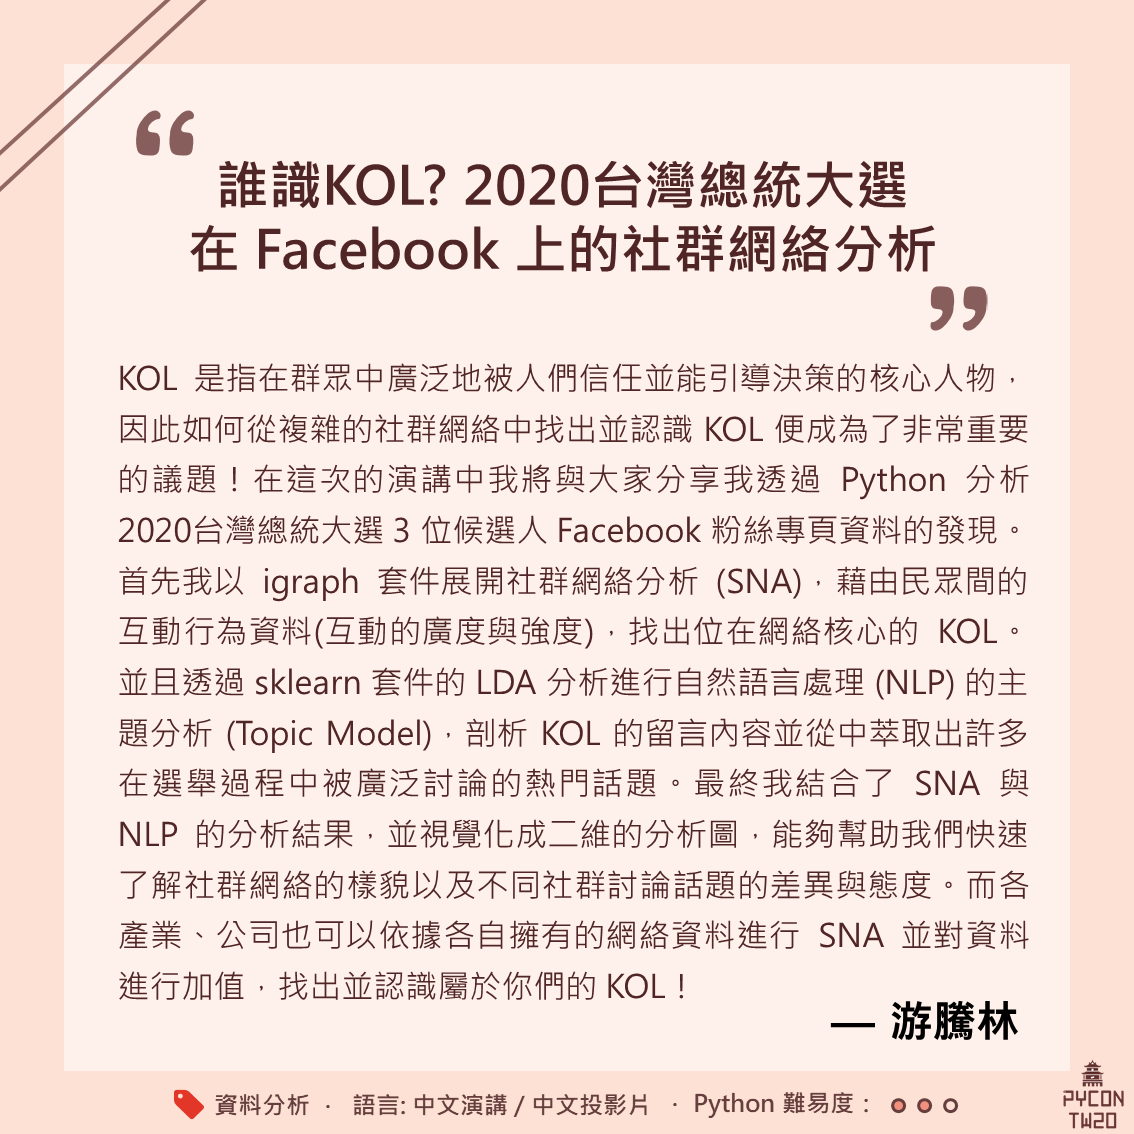 “
誰識KOL? 2020台灣總統大選
在 Facebook 上的社群網絡分析
”
KOL 是指在群眾中廣泛地被人們信任並能引導決策的核心人物，
因此如何從複雜的社群網絡中找出並認識 KOL 便成為了非常重要
的議題！在這次的演講中我將與大家分享我透過 Python 分析
2020台灣總統大選 3 位候選人 Facebook 粉絲專頁資料的發現。
首先我以 igraph 套件展開社群網絡分析 (SNA)，藉由民眾間的
互動行為資料(互動的廣度與強度)，找出位在網絡核心的 KOL。
並且透過 sklearn 套件的 LDA 分析進行自然語言處理 (NLP) 的主
題分析 (Topic Model)，剖析 KOL 的留言內容並從中萃取出許多
在選舉過程中被廣泛討論的熱門話題。最終我結合了 SNA 與
NLP 的分析結果，並視覺化成二維的分析圖，能夠幫助我們快速
了解社群網絡的樣貌以及不同社群討論話題的差異與態度。而各
產業、公司也可以依據各自擁有的網絡資料進行 SNA 並對資料
進行加值，找出並認識屬於你們的 KOL！
— 游騰林
資料分析 · 語言: 中文演講 / 中文投影片 · Python 難易度：
PYCON
TW20